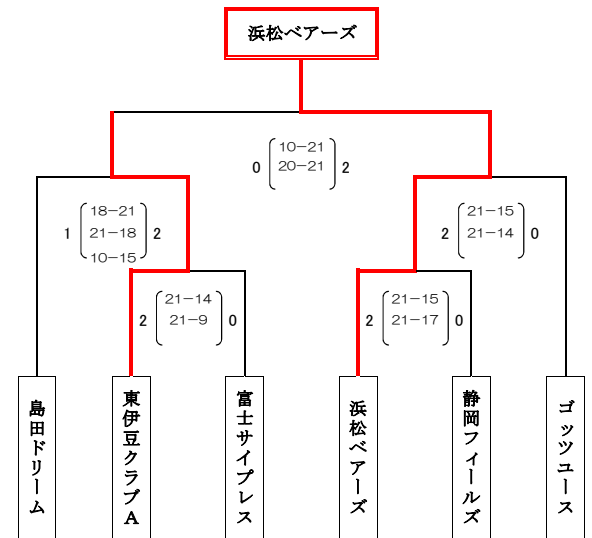 浜松ベアーズ
10-21
0 20-21 2
18-21
21-15
1 21-18 2
2 21-14 0
10-15
21-14
21-15
2 21-9 0
2 21-17 0
島田ドリーム
東伊豆クラブA
富士サイプレス
浜松ベアーズ
静岡フィールズ
ゴッツユース